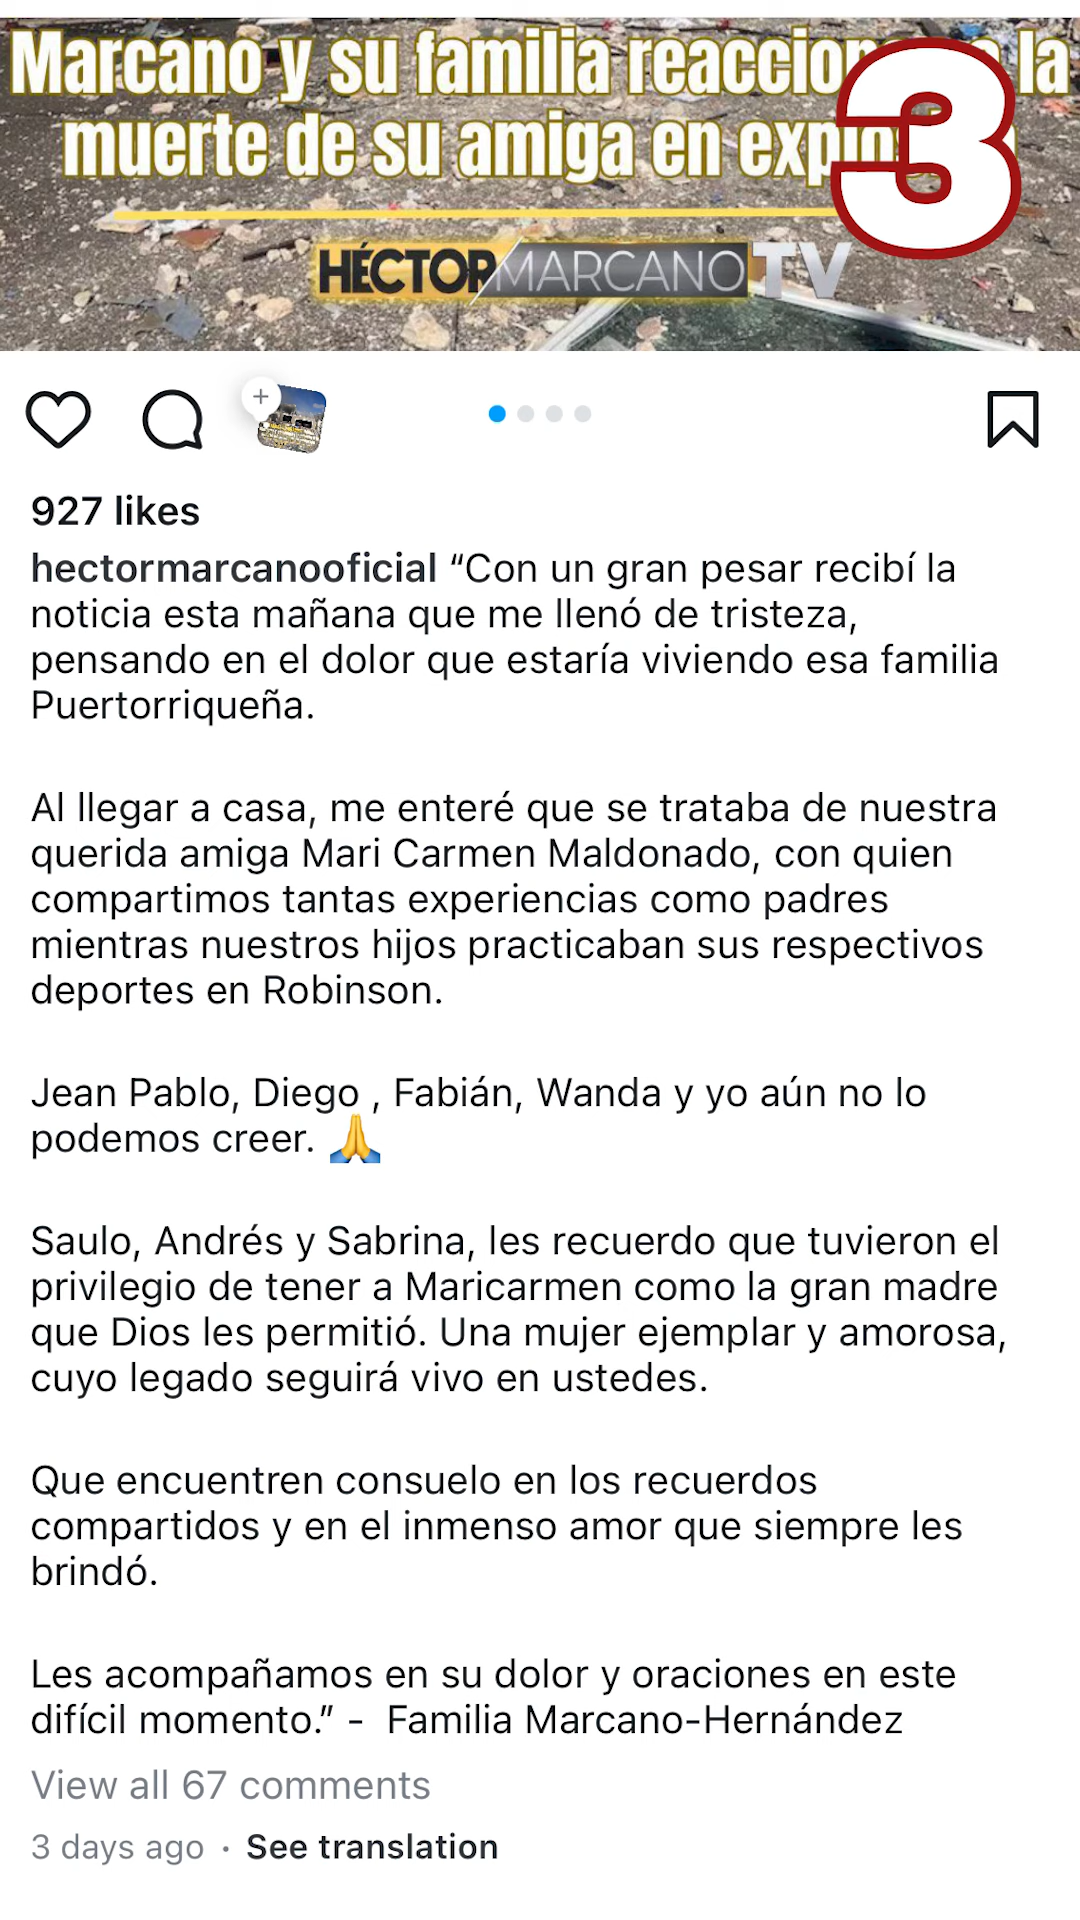 Marcano y su familia la
muerte de su amiga en
3
HÉCTOR MARCANO TV
927 likes
hectormarcanooficial “Con un gran pesar recibí la
noticia esta mañana que me llenó de tristeza,
pensando en el dolor que estaría viviendo esa familia
Puertorriqueña.
Al llegar a casa, me enteré que se trataba de nuestra
querida amiga Mari Carmen Maldonado, con quien
compartimos tantas experiencias como padres
mientras nuestros hijos practicaban sus respectivos
deportes en Robinson.
Jean Pablo, Diego , Fabián, Wanda y yo aún no lo
podemos creer. 🙏
Saulo, Andrés y Sabrina, les recuerdo que tuvieron el
privilegio de tener a Maricarmen como la gran madre
que Dios les permitió. Una mujer ejemplar y amorosa,
cuyo legado seguirá vivo en ustedes.
Que encuentren consuelo en los recuerdos
compartidos y en el inmenso amor que siempre les
brindó.
Les acompañamos en su dolor y oraciones en este
difícil momento.” - Familia Marcano-Hernández
View all 67 comments
3 days ago · See translation